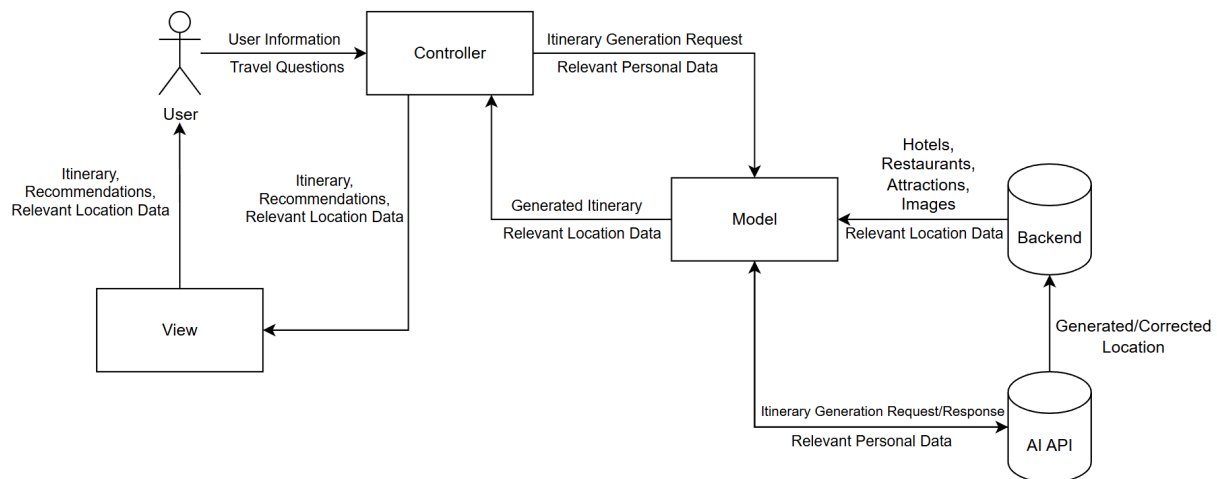 User Information
Travel Questions
User
Controller
Itinerary Generation Request
Relevant Personal Data
Itinerary,
Recommendations,
Relevant Location Data
Itinerary,
Recommendations,
Relevant Location Data
Generated Itinerary
Relevant Location Data
Model
Hotels,
Restaurants,
Attractions,
Images
Relevant Location Data
Backend
View
Generated/Corrected
Location
Itinerary Generation Request/Response
Relevant Personal Data
AI API